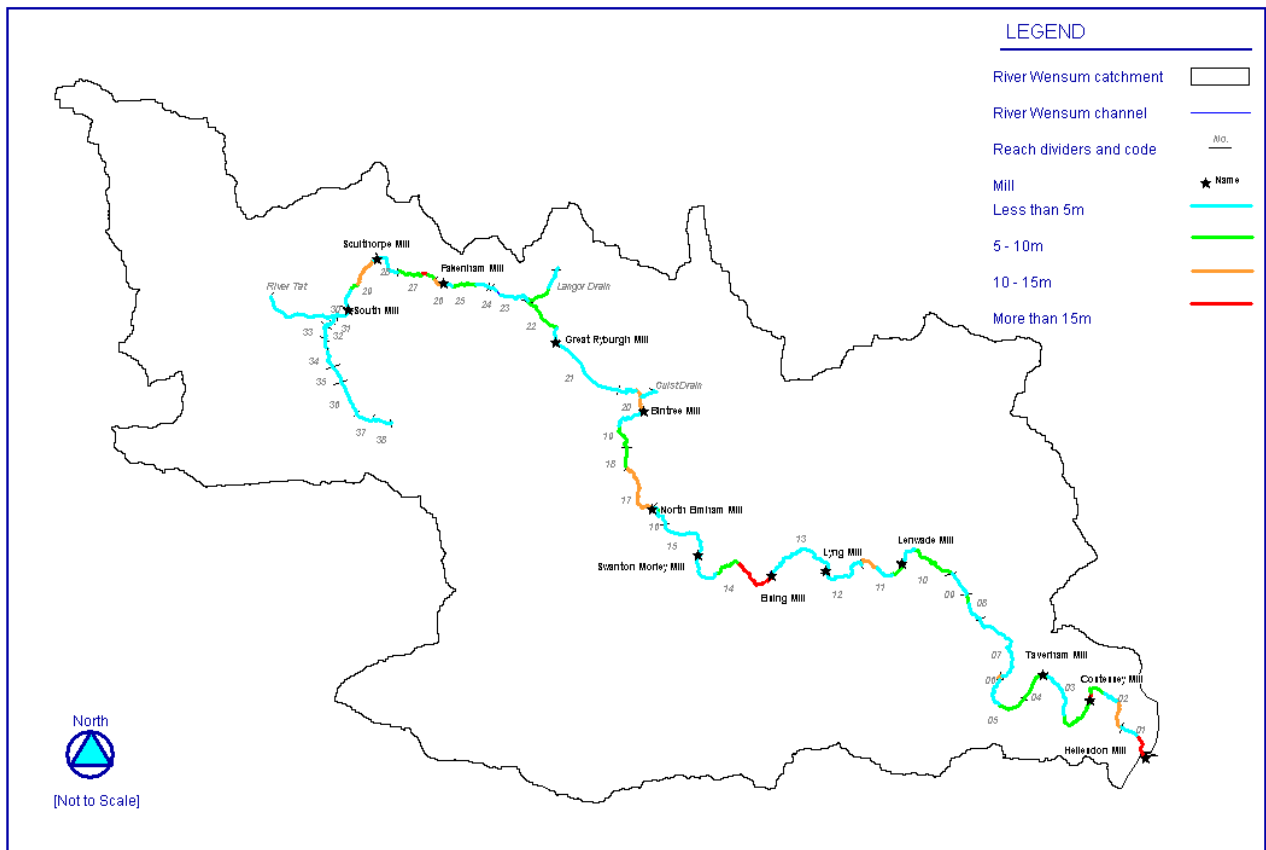 LEGEND
River Wensum catchment
River Wensum channel
Reach dividers and code
No.
Mill
Name
Less than 5m
5 - 10m
10 - 15m
More than 15m
Sculthorpe Mill
Fakenham Mill
River Tat
Langor Drain
28
27
29
26
25
24
23
30
South Mill
31
33
32
22
Great Ryburgh Mill
34
21
35
Guist Drain
20
36
Bintree Mill
37
38
19
18
17
North Elmham Mill
16
15
13
Swanton Morley Mill
Lyng Mill
Lenwade Mill
14
Elsing Mill
12
11
10
09
08
07
Taverham Mill
06
03
Costessey Mill
04
02
05
01
Hellesdon Mill
North
[Not to Scale]